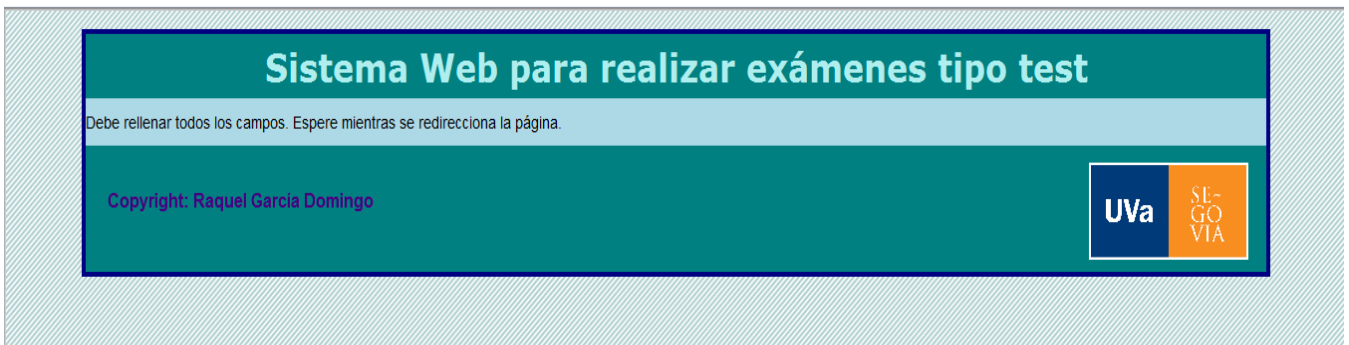 Sistema Web para realizar exámenes tipo test
Debe rellenar todos los campos. Espere mientras se redirecciona la página.
Copyright: Raquel García Domingo
UVa
SE~
GO
VIA